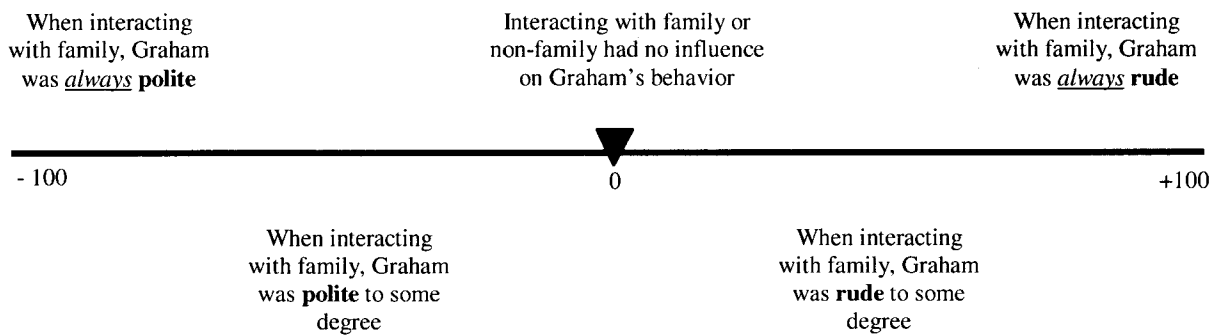 When interacting
with family, Graham
was always polite
Interacting with family or
non-family had no influence
on Graham's behavior
When interacting
with family, Graham
was always rude
- 100
0
+100
When interacting
with family, Graham
was polite to some
degree
When interacting
with family, Graham
was rude to some
degree